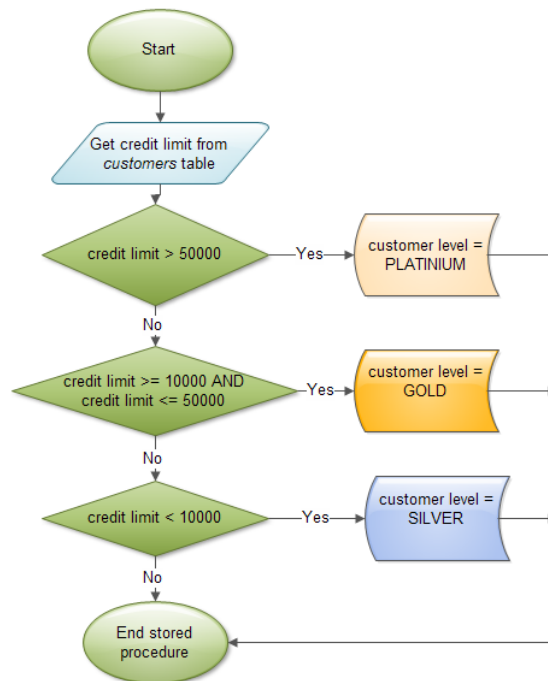 Start
Get credit limit from
customers table
credit limit > 50000
Yes
customer level =
PLATINIUM
No
credit limit >= 10000 AND
credit limit <= 50000
Yes
customer level =
GOLD
No
credit limit < 10000
Yes
customer level =
SILVER
No
End stored
procedure